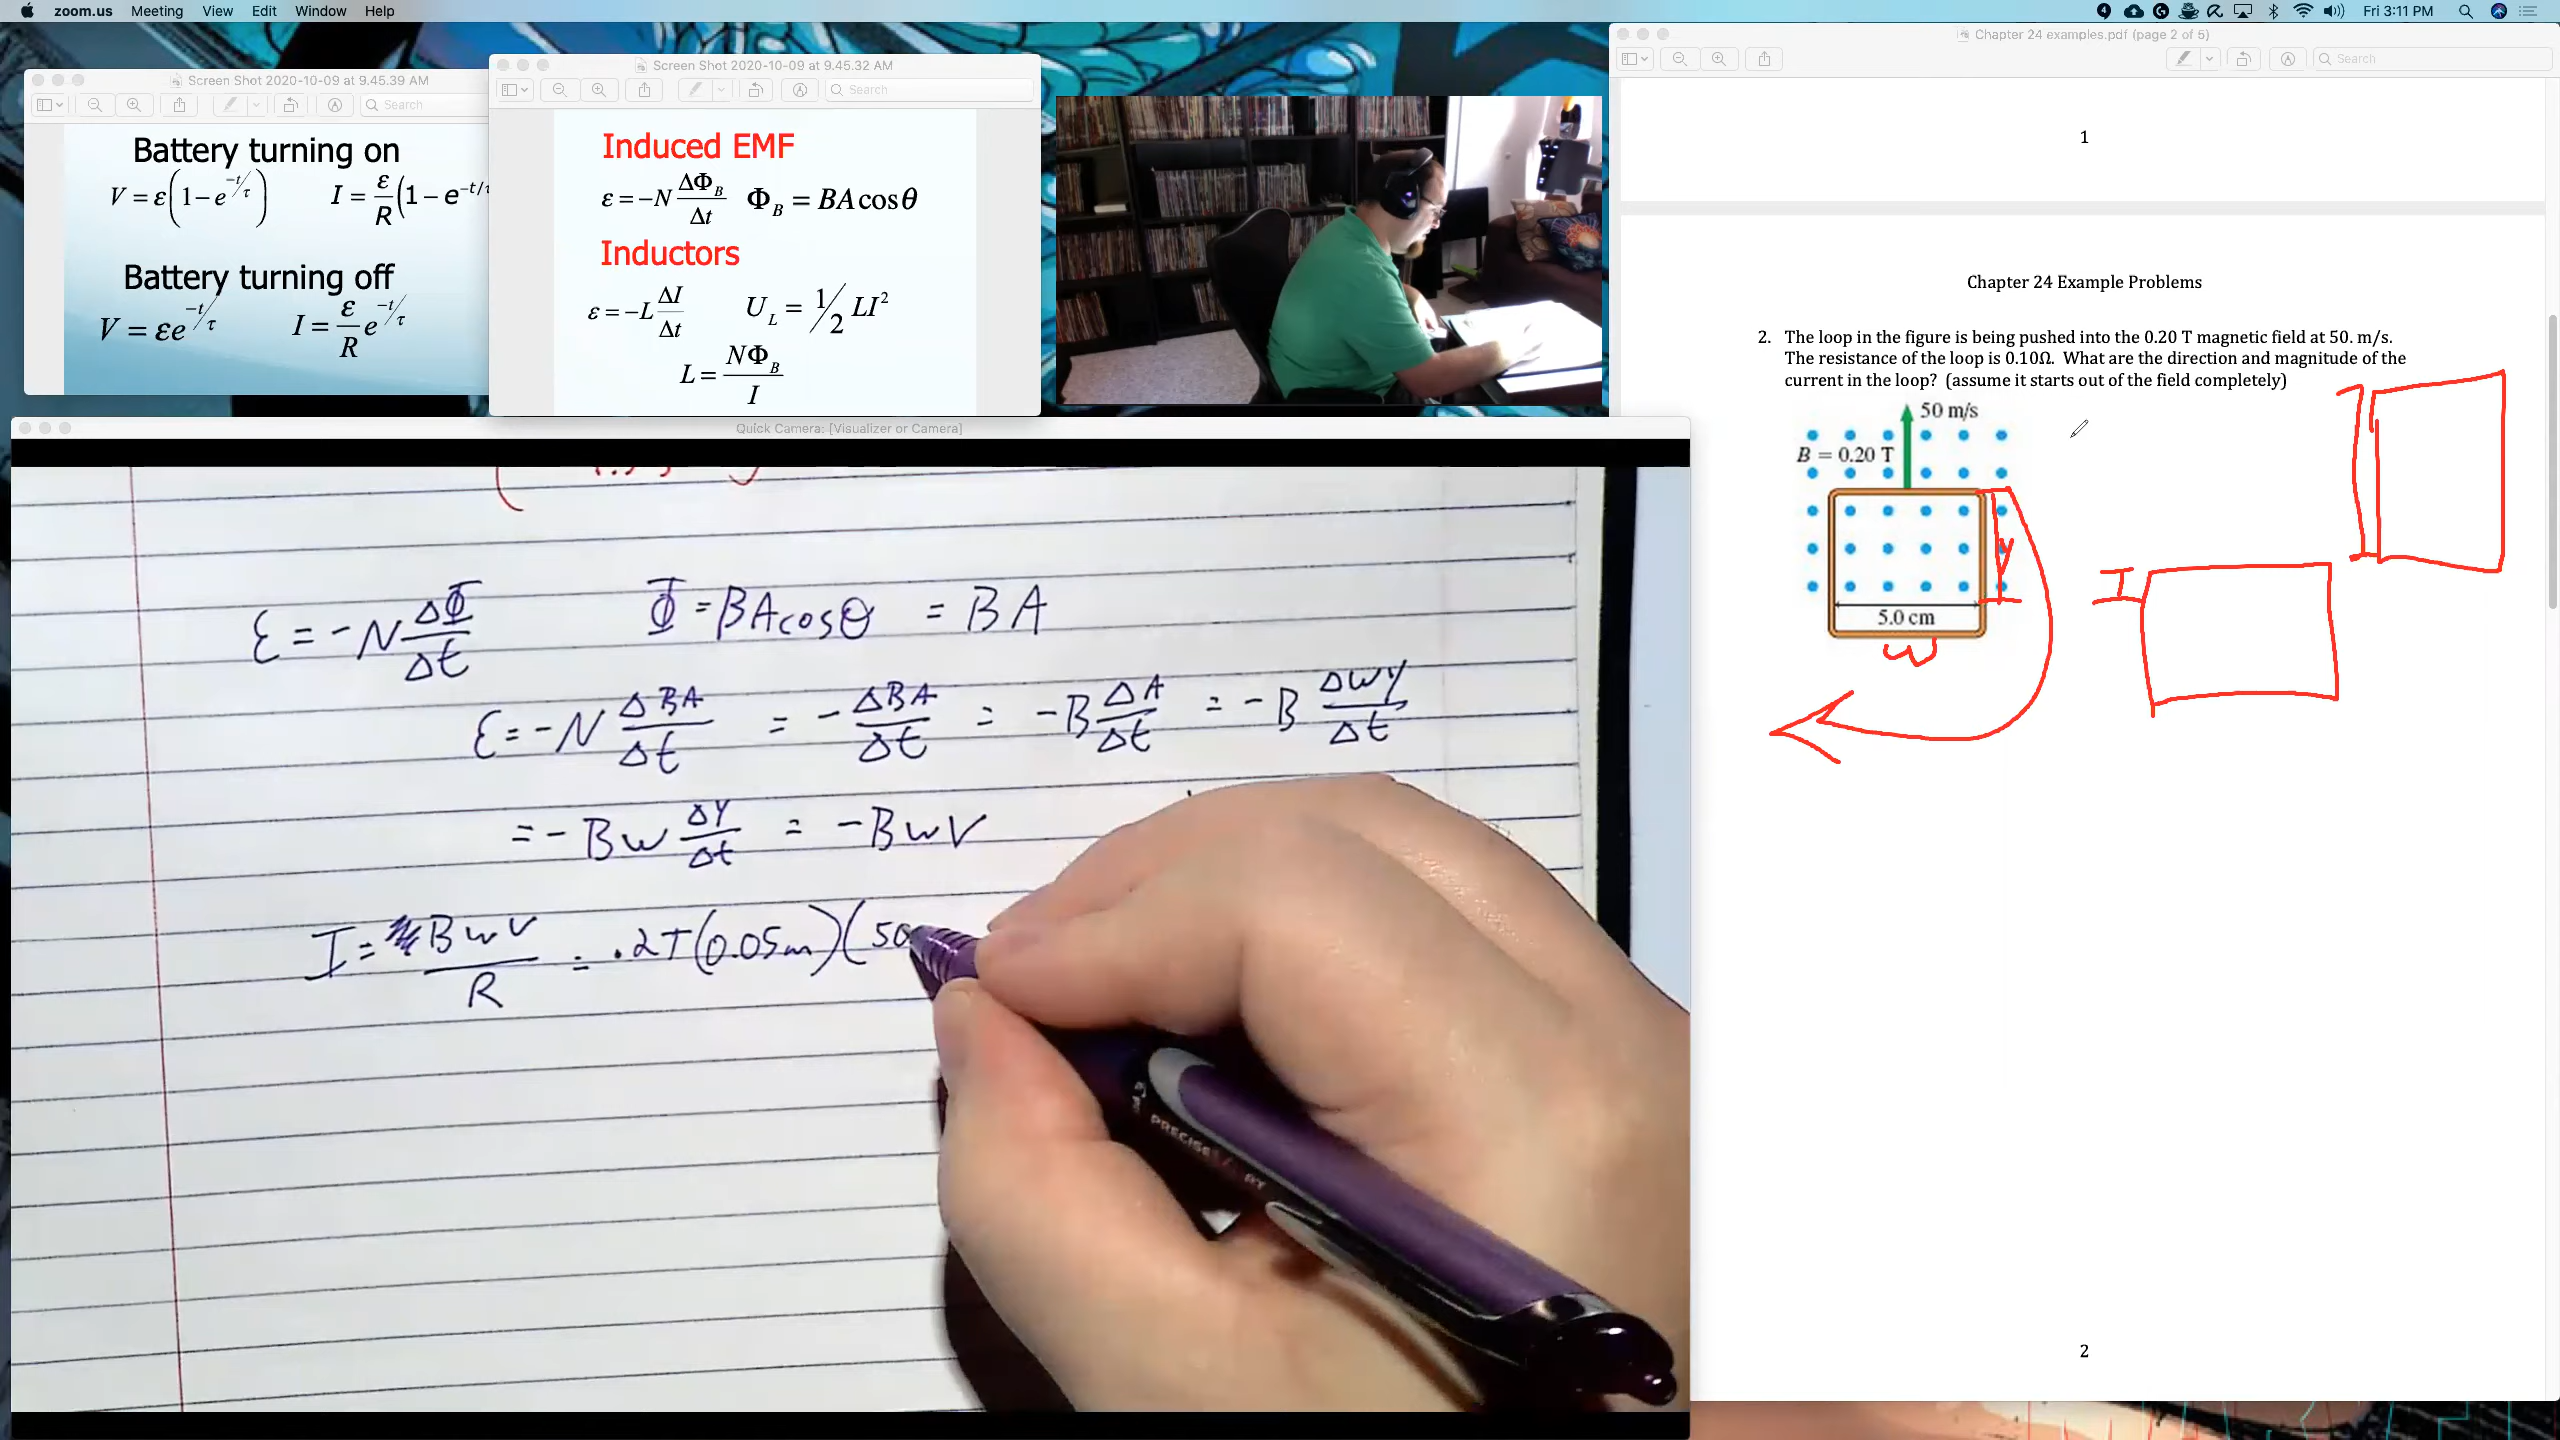 zoom.us Meeting View Edit Window Help
Fri 3:11 PM
Screen Shot 2020-10-09 at 9.45.39 AM
Search
Battery turning on
V = ε(1 − e^{−t/τ}) I = ε/R (1 − e^{−t/τ
Battery turning off
V = εe^{−t/τ} I = ε/R e^{−t/τ}
Screen Shot 2020-10-09 at 9.45.32 AM
Search
Induced EMF
ε = −N ΔΦ_B/Δt Φ_B = BA cos θ
Inductors
ε = −L ΔI/Δt U_L = 1/2 LI²
L = NΦ_B/I
Chapter 24 examples.pdf (page 2 of 5)
Search
1
Chapter 24 Example Problems
2. The loop in the figure is being pushed into the 0.20 T magnetic field at 50. m/s.
The resistance of the loop is 0.10Ω. What are the direction and magnitude of the
current in the loop? (assume it starts out of the field completely)
50 m/s
B = 0.20 T
Y
5.0 cm
W
2
Quick Camera: [Visualizer or Camera]
ε = −N ΔΦ/Δt Φ = BA cos θ = BA
ε = −N ΔBA/Δt = − ΔBA/Δt = −B ΔA/Δt = −B ΔwY/Δt
= −Bw ΔY/Δt = −BwV
I = BwV/R = .2T(0.05m)(50
PRECISE